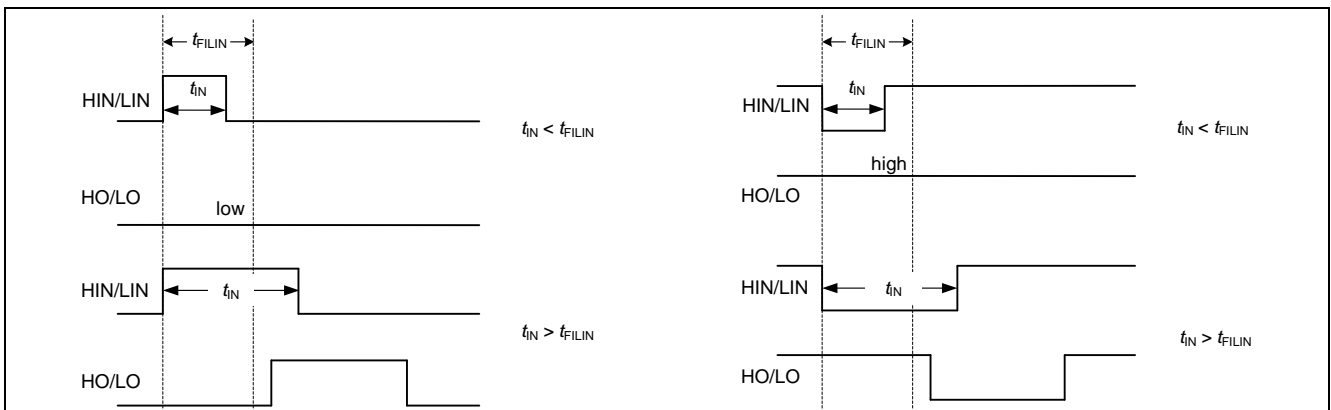 tFILIN
HIN/LIN
tIN
tIN < tFILIN
HO/LO
low
HIN/LIN
tIN
tIN > tFILIN
HO/LO
tFILIN
HIN/LIN
tIN
tIN < tFILIN
high
HO/LO
HIN/LIN
tIN
tIN > tFILIN
HO/LO